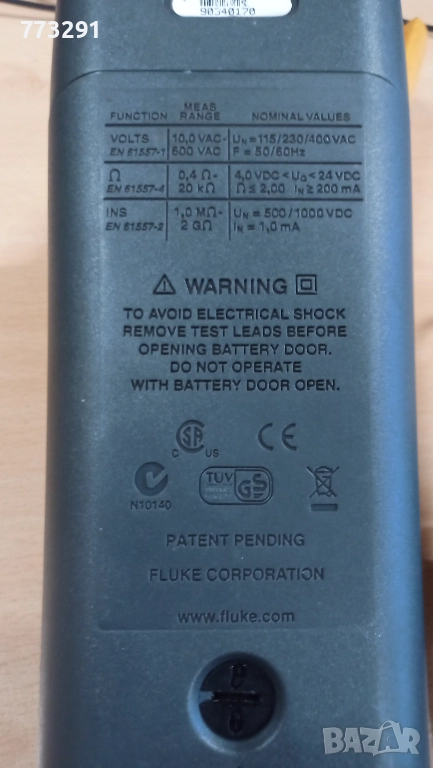 773291
90540170
FUNCTION MEAS RANGE NOMINAL VALUES
VOLTS 10,0 VAC- UN=115/230/400VAC
EN 61557-1 600 VAC F = 50/60Hz
Ω 0,4 Ω- 4,0 VDC <U0<24 VDC
EN 61557-4 20 kΩ Ω≤ 2,00 IN≥ 200 mA
INS 1,0 MΩ- UN = 500/1000 VDC
EN 61557-2 2 GΩ IN = 1,0mA
WARNING
TO AVOID ELECTRICAL SHOCK
REMOVE TEST LEADS BEFORE
OPENING BATTERY DOOR.
DO NOT OPERATE
WITH BATTERY DOOR OPEN.
C SA US CE
N10140 TUV GS
PATENT PENDING
FLUKE CORPORATION
www.fluke.com
BAZAR